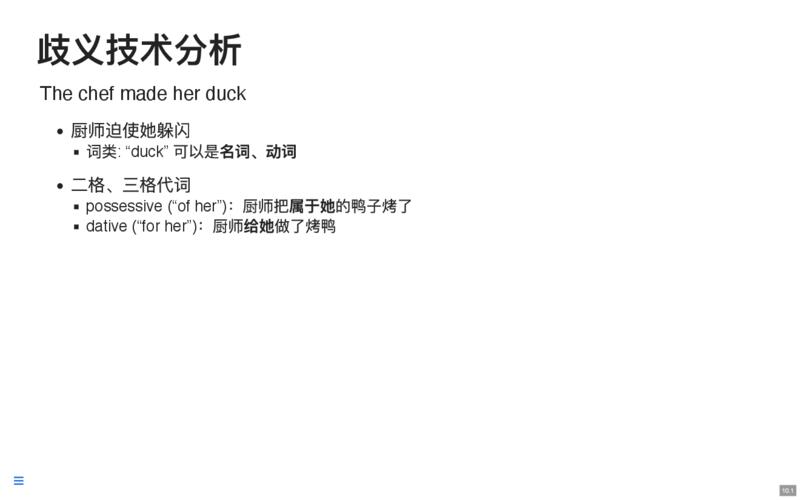 歧义技术分析
The chef made her duck
• 厨师迫使她躲闪
▪ 词类: “duck” 可以是名词、动词
• 二格、三格代词
▪ possessive (“of her”)：厨师把属于她的鸭子烤了
▪ dative (“for her”)：厨师给她做了烤鸭
10.1